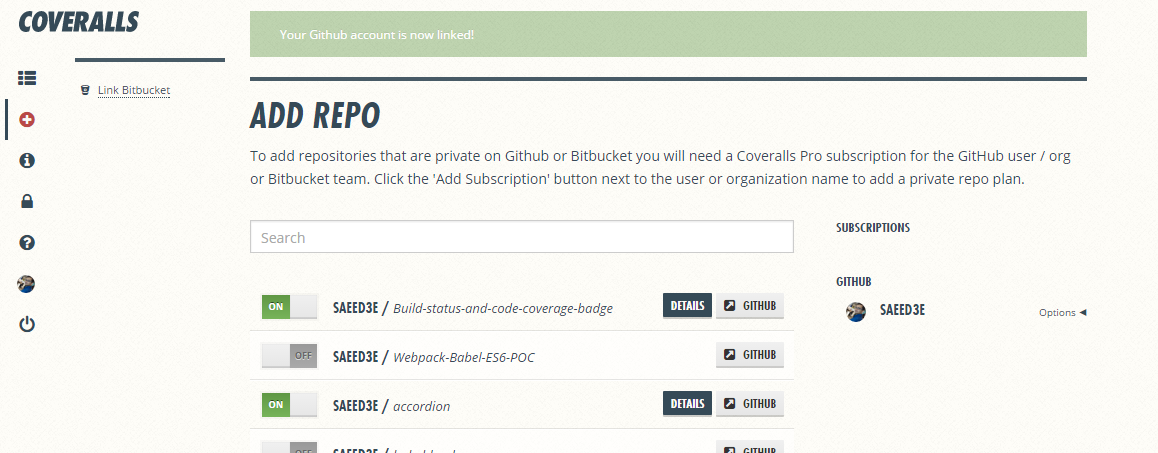 COVERALLS
Your Github account is now linked!
Link Bitbucket
ADD REPO
To add repositories that are private on Github or Bitbucket you will need a Coveralls Pro subscription for the GitHub user / org
or Bitbucket team. Click the 'Add Subscription' button next to the user or organization name to add a private repo plan.
Search
SUBSCRIPTIONS
GITHUB
SAEED3E
Options
ON SAEED3E / Build-status-and-code-coverage-badge DETAILS GITHUB
OFF SAEED3E / Webpack-Babel-ES6-POC GITHUB
ON SAEED3E / accordion DETAILS GITHUB
OFF SAEED3E / GITHUB